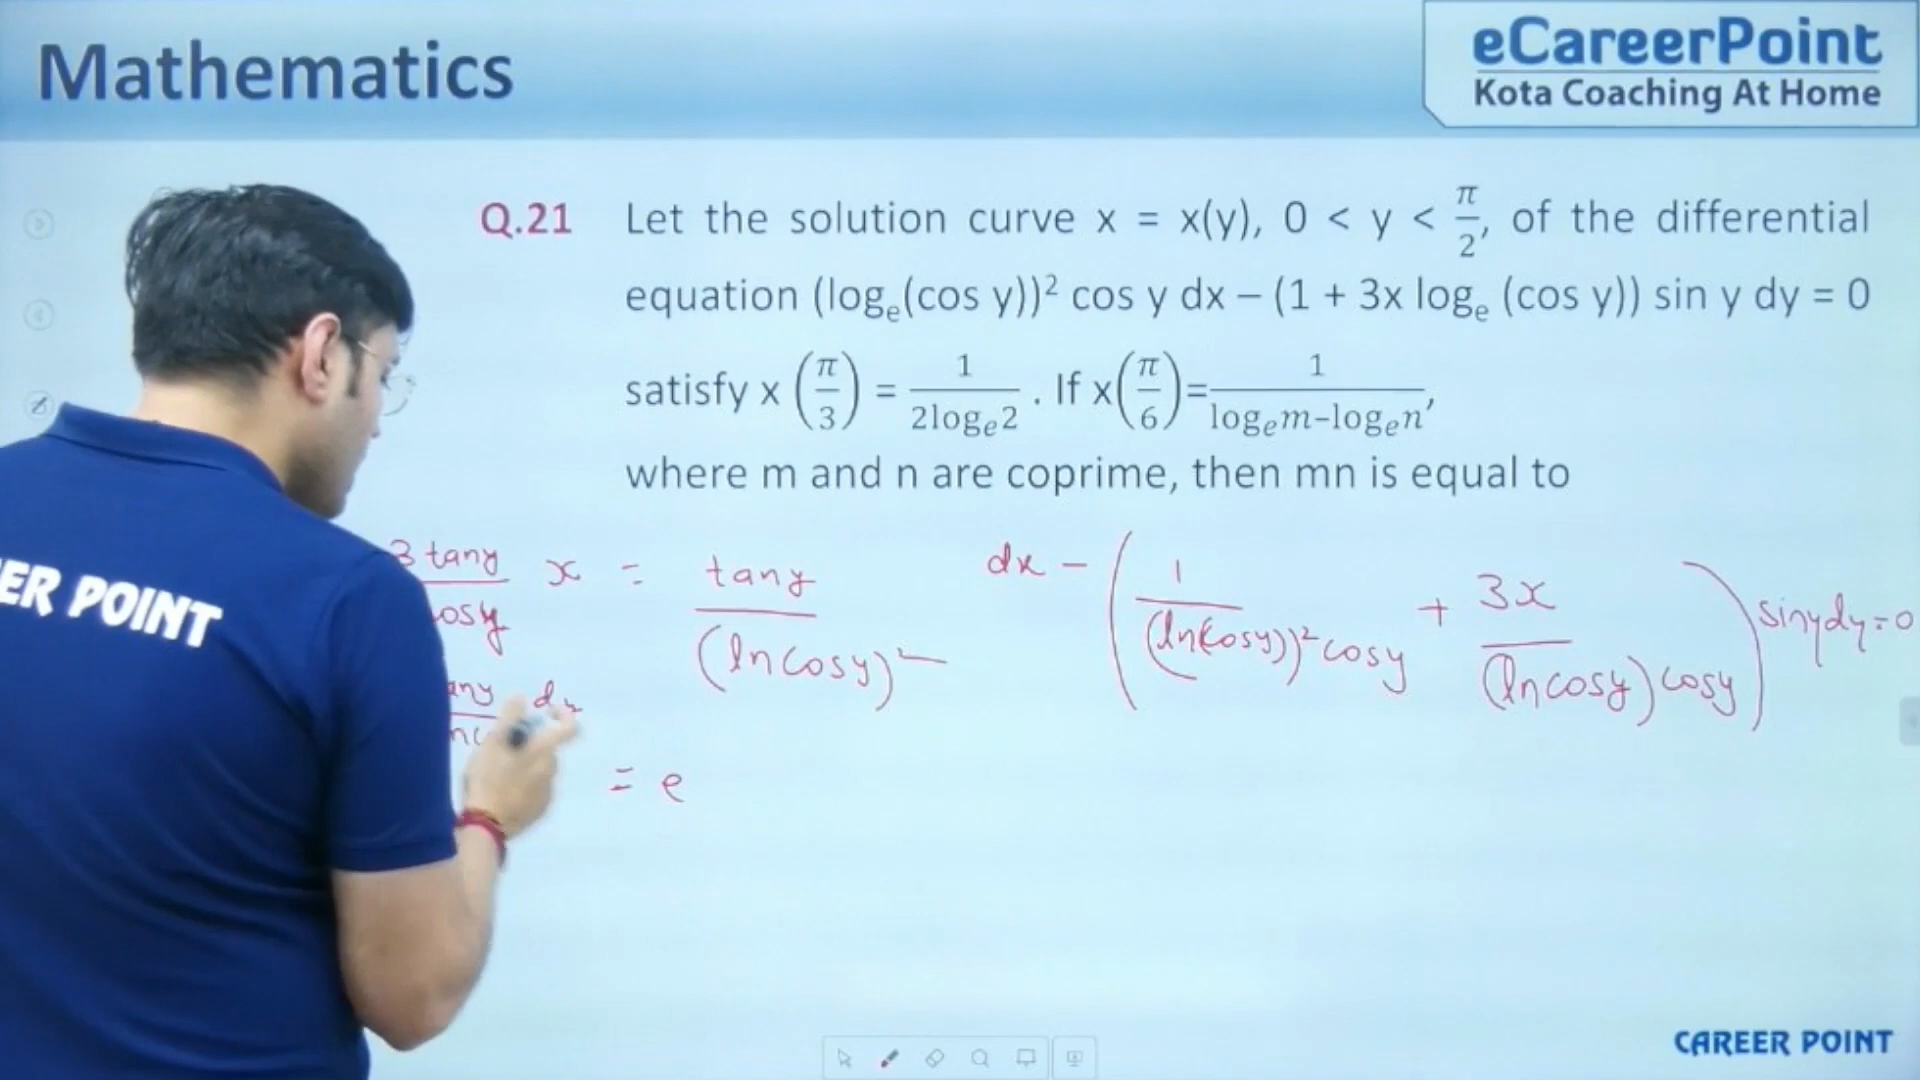 Mathematics
eCareerPoint
Kota Coaching At Home
Q.21 Let the solution curve x = x(y), 0 < y < π/2, of the differential
equation (logₑ(cos y))² cos y dx – (1 + 3x logₑ (cos y)) sin y dy = 0
satisfy x (π/3) = 1/(2logₑ2) . If x(π/6)= 1/(logₑm–logₑn),
where m and n are coprime, then mn is equal to
3 tany / cosy x = tany / (ln cosy)²
dx – ( 1 / (ln(cosy))² cosy + 3x / (ln cosy) cosy ) siny dy = 0
= e
ER POINT
CAREER POINT